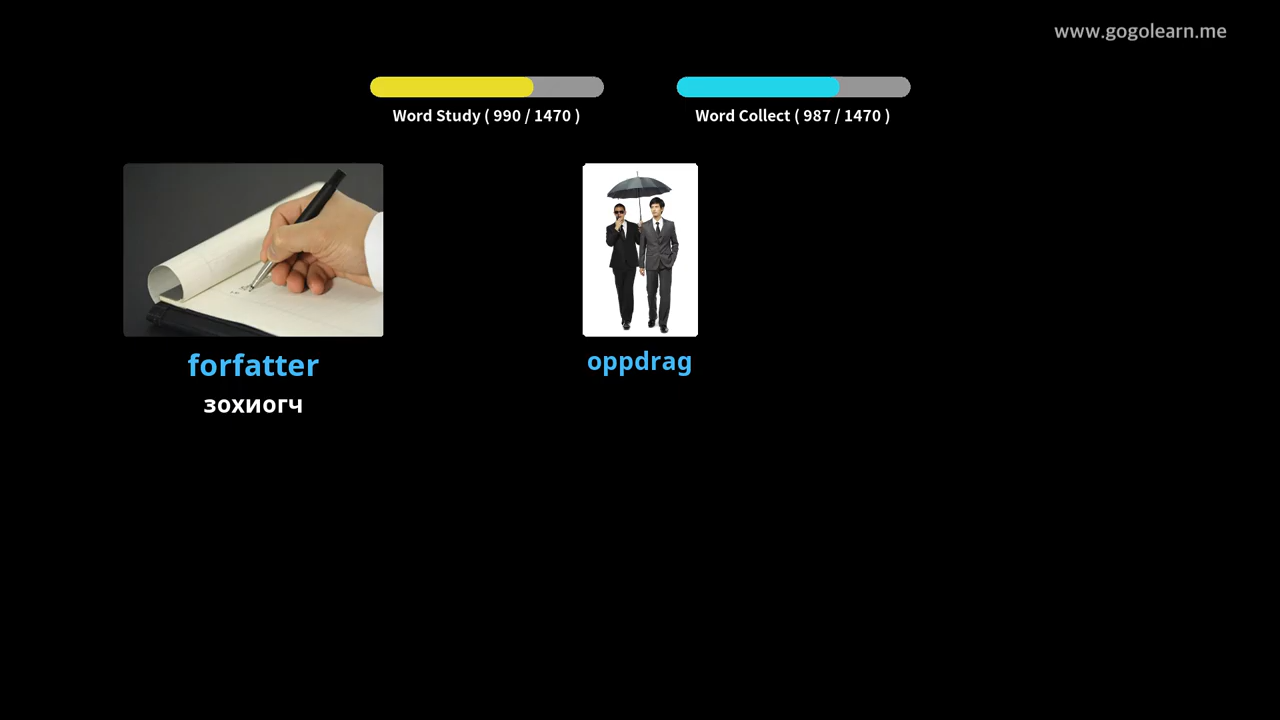 www.gogolearn.me
Word Study ( 990 / 1470 )
Word Collect ( 987 / 1470 )
forfatter
зохиогч
oppdrag